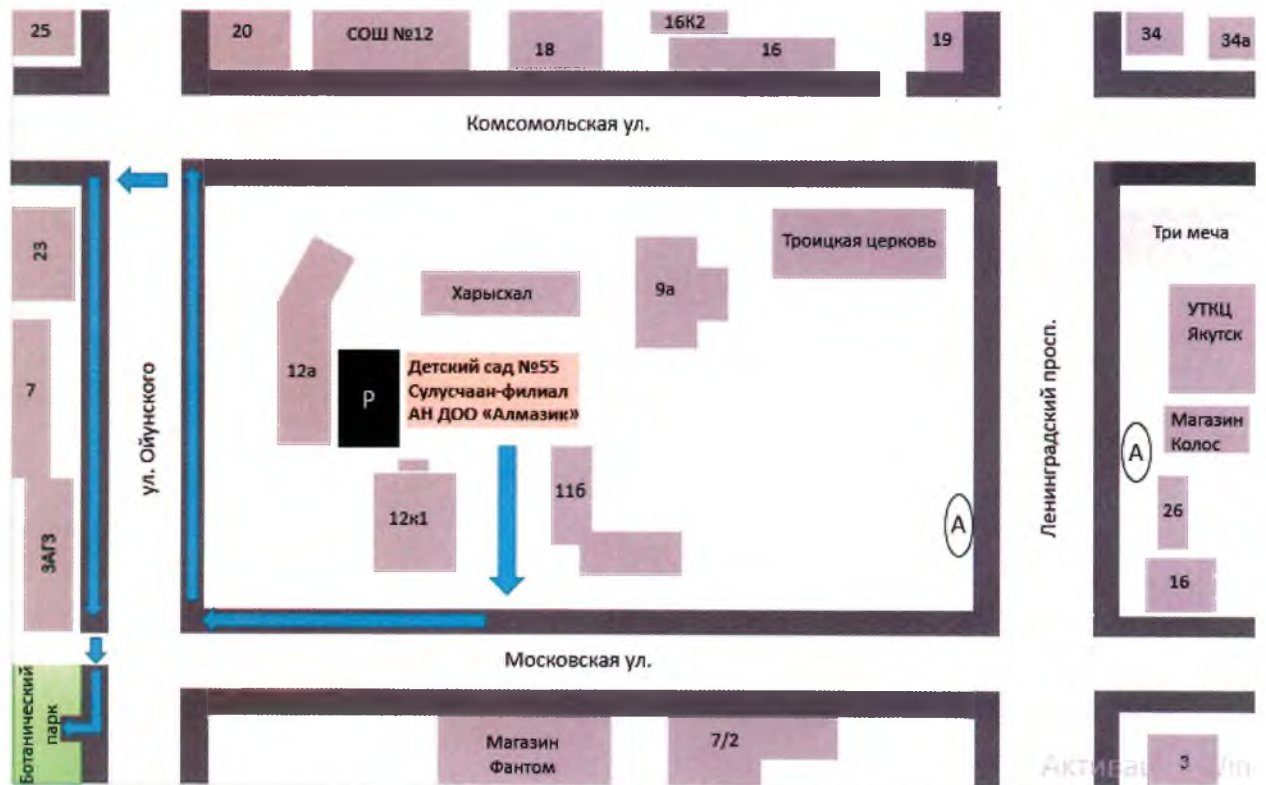 25
20
СОШ №12
18
16К2
16
19
34
34а
Комсомольская ул.
23
Харысхал
9а
Троицкая церковь
Три меча
УТКЦ
Якутск
7
ул. Ойунского
12а
Р
Детский сад №55
Сулусчаан-филиал
АН ДОО «Алмазик»
Ленинградский просп.
Магазин
Колос
А
А
ЗАГЗ
12к1
11б
26
16
Московская ул.
Ботанический
парк
Магазин
Фантом
7/2
3